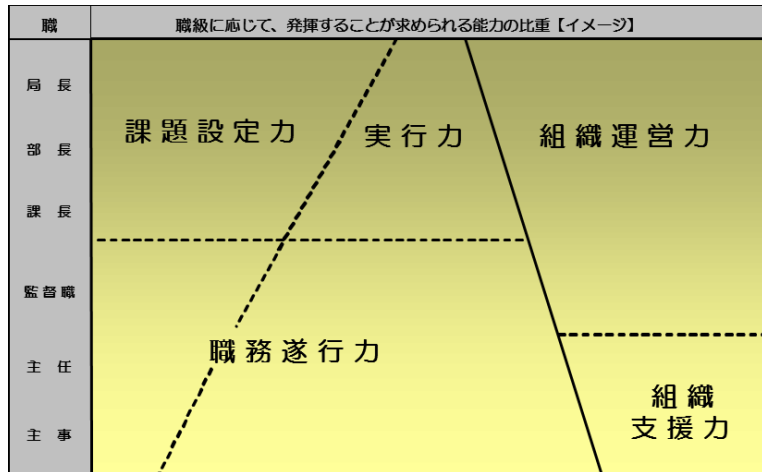 職
職級に応じて、発揮することが求められる能力の比重【イメージ】
局長
部長
課長
監督職
主任
主事
課題設定力
実行力
組織運営力
職務遂行力
組織
支援力